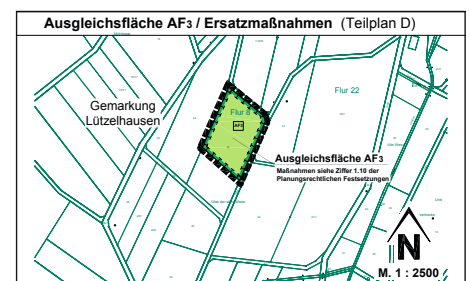 Ausgleichsfläche AF3 / Ersatzmaßnahmen (Teilplan D)
Gemarkung
Lützelhausen
Flur 8
Flur 22
AF3
Ausgleichsfläche AF3
Maßnahmen siehe Ziffer 1.10 der
Planungsrechtlichen Festsetzungen
N
M. 1 : 2500